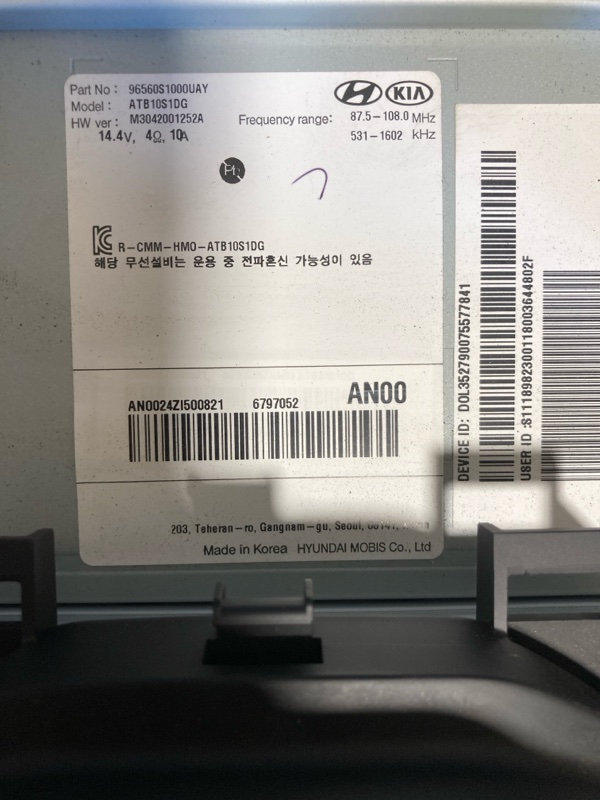 Part No : 96560S1000UAY
Model : ATB10S1DG
HW ver : M3042001252A
14.4V, 4Ω, 10A
KIA
Frequency range: 87.5-108.0 MHz
531-1602 kHz
Pb
R-CMM-HMO-ATB10S1DG
해당 무선설비는 운용 중 전파혼신 가능성이 있음
AN00
AN0024ZI500821 6797052
203, Teheran-ro, Gangnam-gu, Seoul,
Made in Korea HYUNDAI MOBIS Co., Ltd
DEVICE ID: D0L352790075577841
USER ID :S1118982300118003644802F